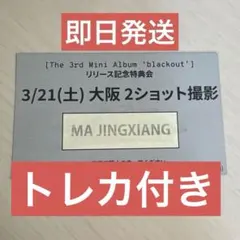 即日発送
[The 3rd Mini Album 'blackout']
リリース記念特典会
3/21(土) 大阪 2ショット撮影
MA JINGXIANG
トレカ付き